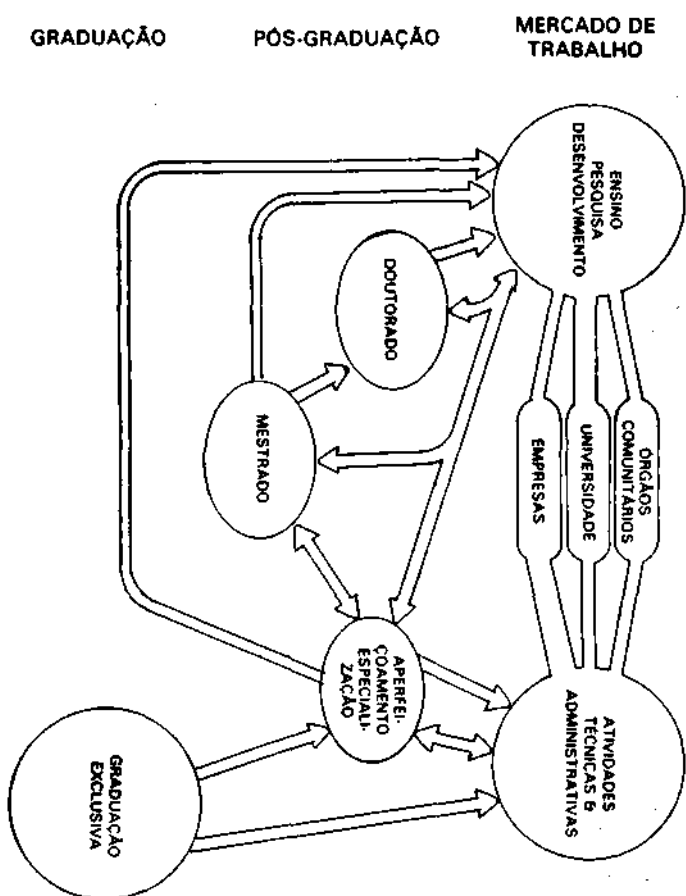 GRADUAÇÃO
PÓS-GRADUAÇÃO
MERCADO DE
TRABALHO
ENSINO
PESQUISA
DESENVOLVIMENTO
DOUTORADO
MESTRADO
ÓRGÃOS
COMUNITÁRIOS
UNIVERSIDADE
EMPRESAS
APERFEI-
ÇOAMENTO
ESPECIALI-
ZAÇÃO
ATIVIDADES
TÉCNICAS &
ADMINISTRATIVAS
GRADUAÇÃO
EXCLUSIVA